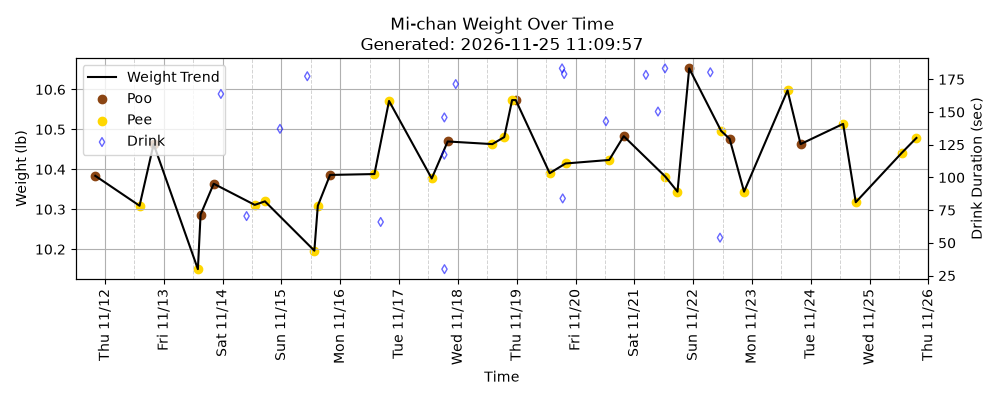 Mi-chan Weight Over Time
Generated: 2026-11-25 11:09:57
Weight Trend
Poo
Pee
Drink
Weight (lb)
10.6
10.5
10.4
10.3
10.2
Drink Duration (sec)
175
150
125
100
75
50
25
Thu 11/12
Fri 11/13
Sat 11/14
Sun 11/15
Mon 11/16
Tue 11/17
Wed 11/18
Thu 11/19
Fri 11/20
Sat 11/21
Sun 11/22
Mon 11/23
Tue 11/24
Wed 11/25
Thu 11/26
Time